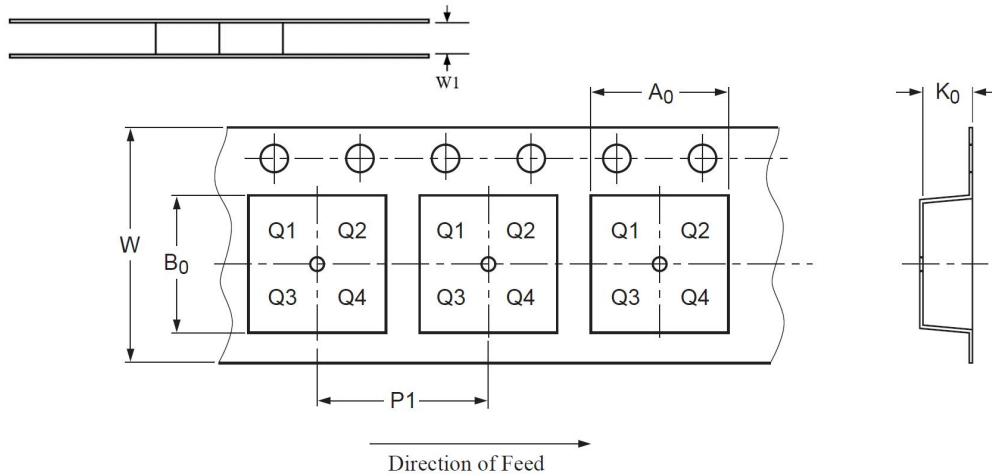 W1
A0
K0
W
B0
Q1 Q2 Q1 Q2 Q1 Q2
Q3 Q4 Q3 Q4 Q3 Q4
P1
Direction of Feed